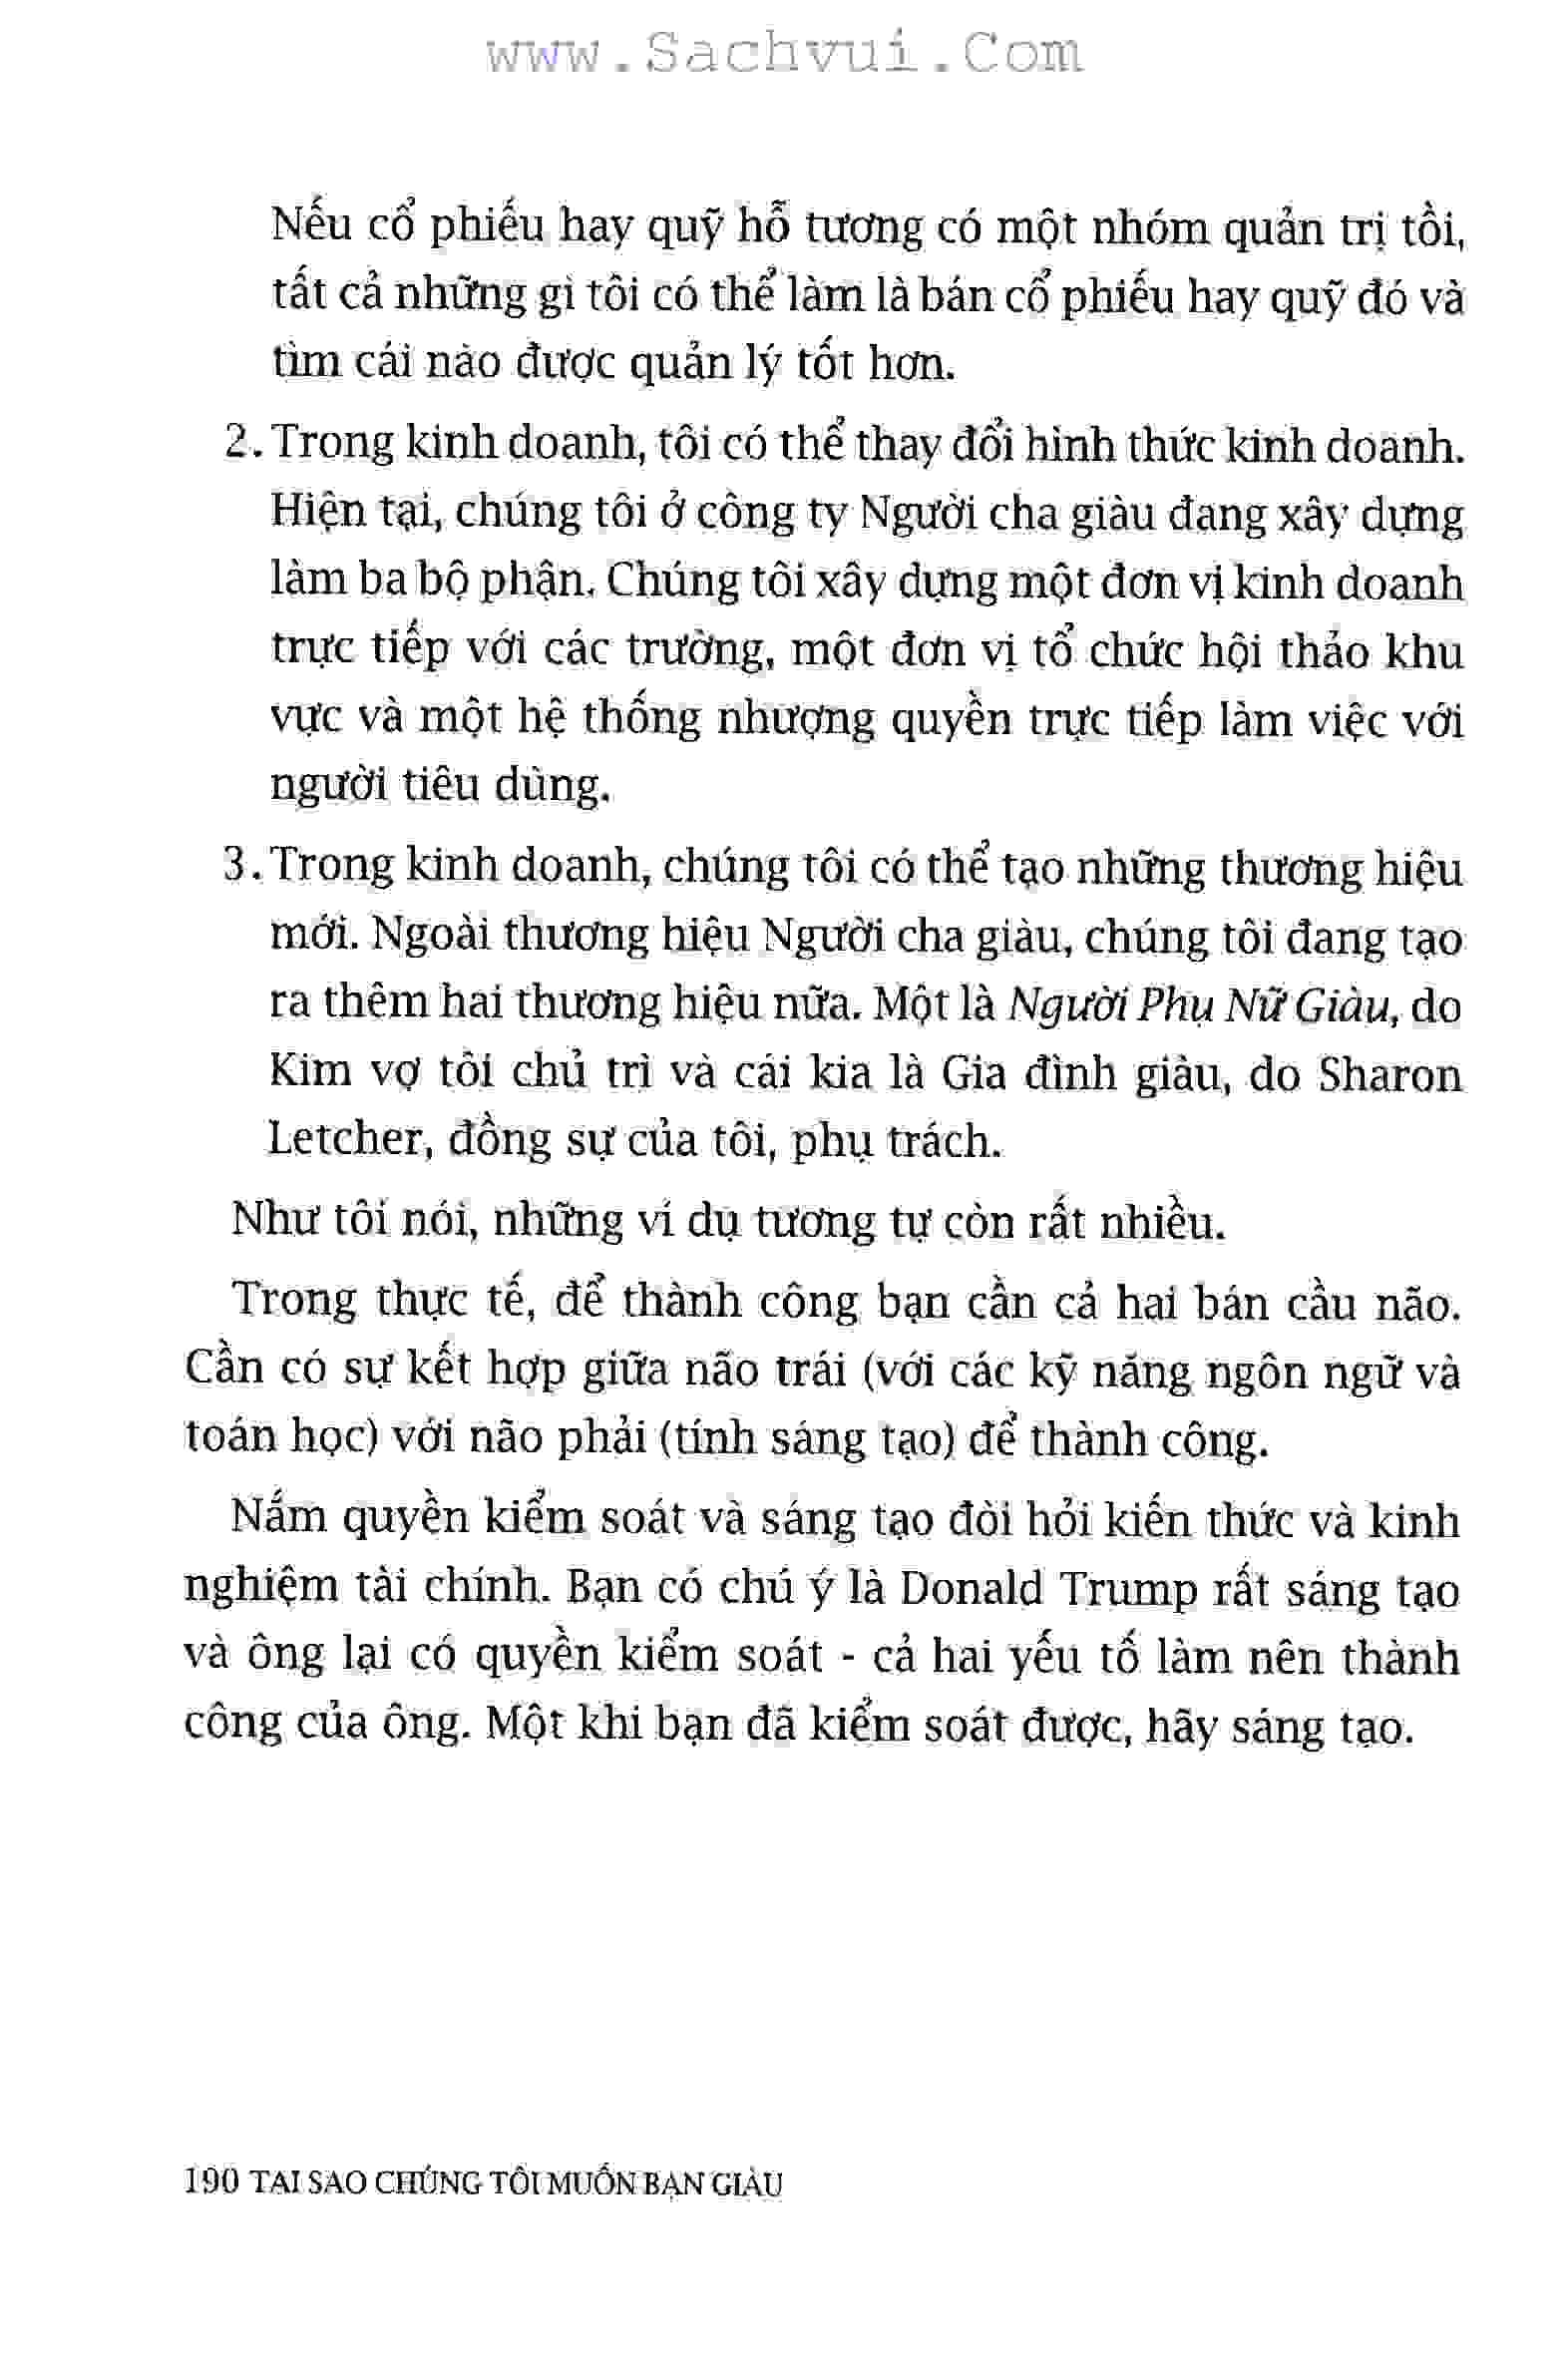 www.Sachvui.Com
Nếu cổ phiếu hay quỹ hỗ tương có một nhóm quản trị tồi,
tất cả những gì tôi có thể làm là bán cổ phiếu hay quỹ đó và
tìm cái nào được quản lý tốt hơn.
2. Trong kinh doanh, tôi có thể thay đổi hình thức kinh doanh.
Hiện tại, chúng tôi ở công ty Người cha giàu đang xây dựng
làm ba bộ phận. Chúng tôi xây dựng một đơn vị kinh doanh
trực tiếp với các trường, một đơn vị tổ chức hội thảo khu
vực và một hệ thống nhượng quyền trực tiếp làm việc với
người tiêu dùng.
3. Trong kinh doanh, chúng tôi có thể tạo những thương hiệu
mới. Ngoài thương hiệu Người cha giàu, chúng tôi đang tạo
ra thêm hai thương hiệu nữa. Một là Người Phụ Nữ Giàu, do
Kim vợ tôi chủ trì và cái kia là Gia đình giàu, do Sharon
Letcher, đồng sự của tôi, phụ trách.
Như tôi nói, những ví dụ tương tự còn rất nhiều.
Trong thực tế, để thành công bạn cần cả hai bán cầu não.
Cần có sự kết hợp giữa não trái (với các kỹ năng ngôn ngữ và
toán học) với não phải (tính sáng tạo) để thành công.
Nắm quyền kiểm soát và sáng tạo đòi hỏi kiến thức và kinh
nghiệm tài chính. Bạn có chú ý là Donald Trump rất sáng tạo
và ông lại có quyền kiểm soát - cả hai yếu tố làm nên thành
công của ông. Một khi bạn đã kiểm soát được, hãy sáng tạo.
190 TẠI SAO CHÚNG TÔI MUỐN BẠN GIÀU